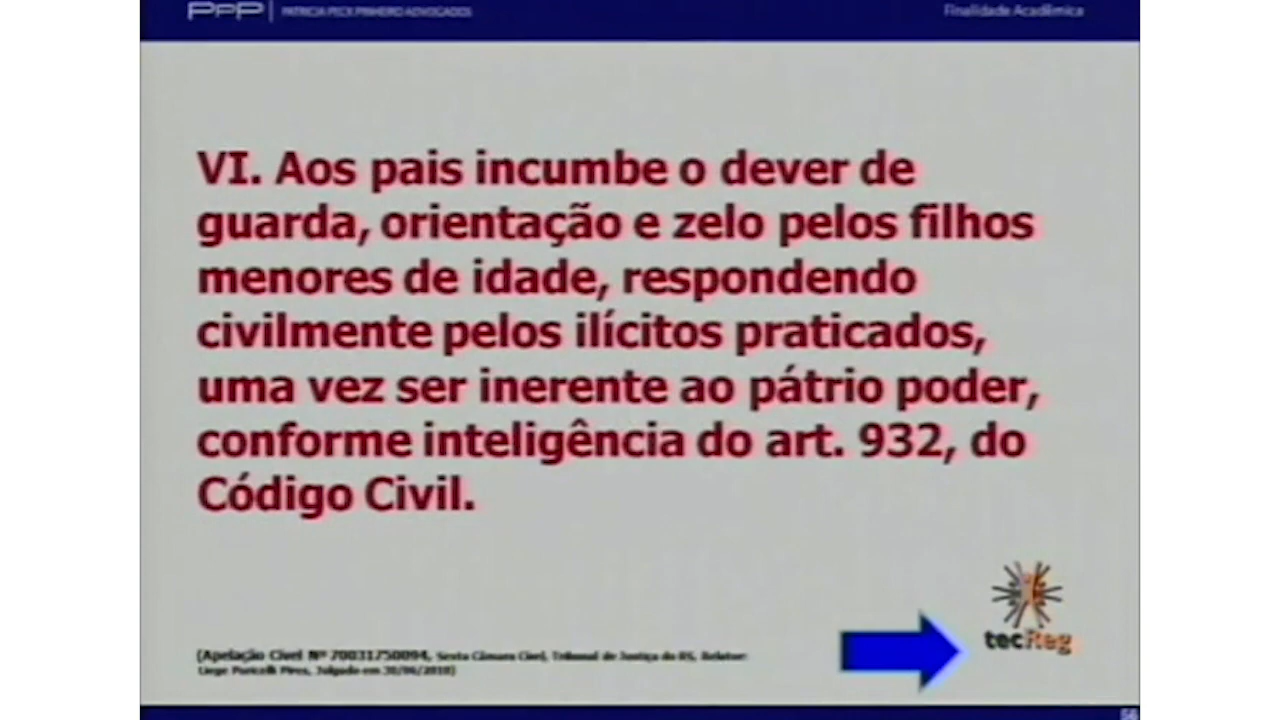 PPP PATRICIA PECK PINHEIRO ADVOGADOS
Finalidade Acadêmica
VI. Aos pais incumbe o dever de
guarda, orientação e zelo pelos filhos
menores de idade, respondendo
civilmente pelos ilícitos praticados,
uma vez ser inerente ao pátrio poder,
conforme inteligência do art. 932, do
Código Civil.
tecReg
(Apelação Cível Nº 70031750094, Sexta Câmara Cível, Tribunal de Justiça do RS, Relator:
Liege Puricelli Pires, Julgado em 30/06/2010)